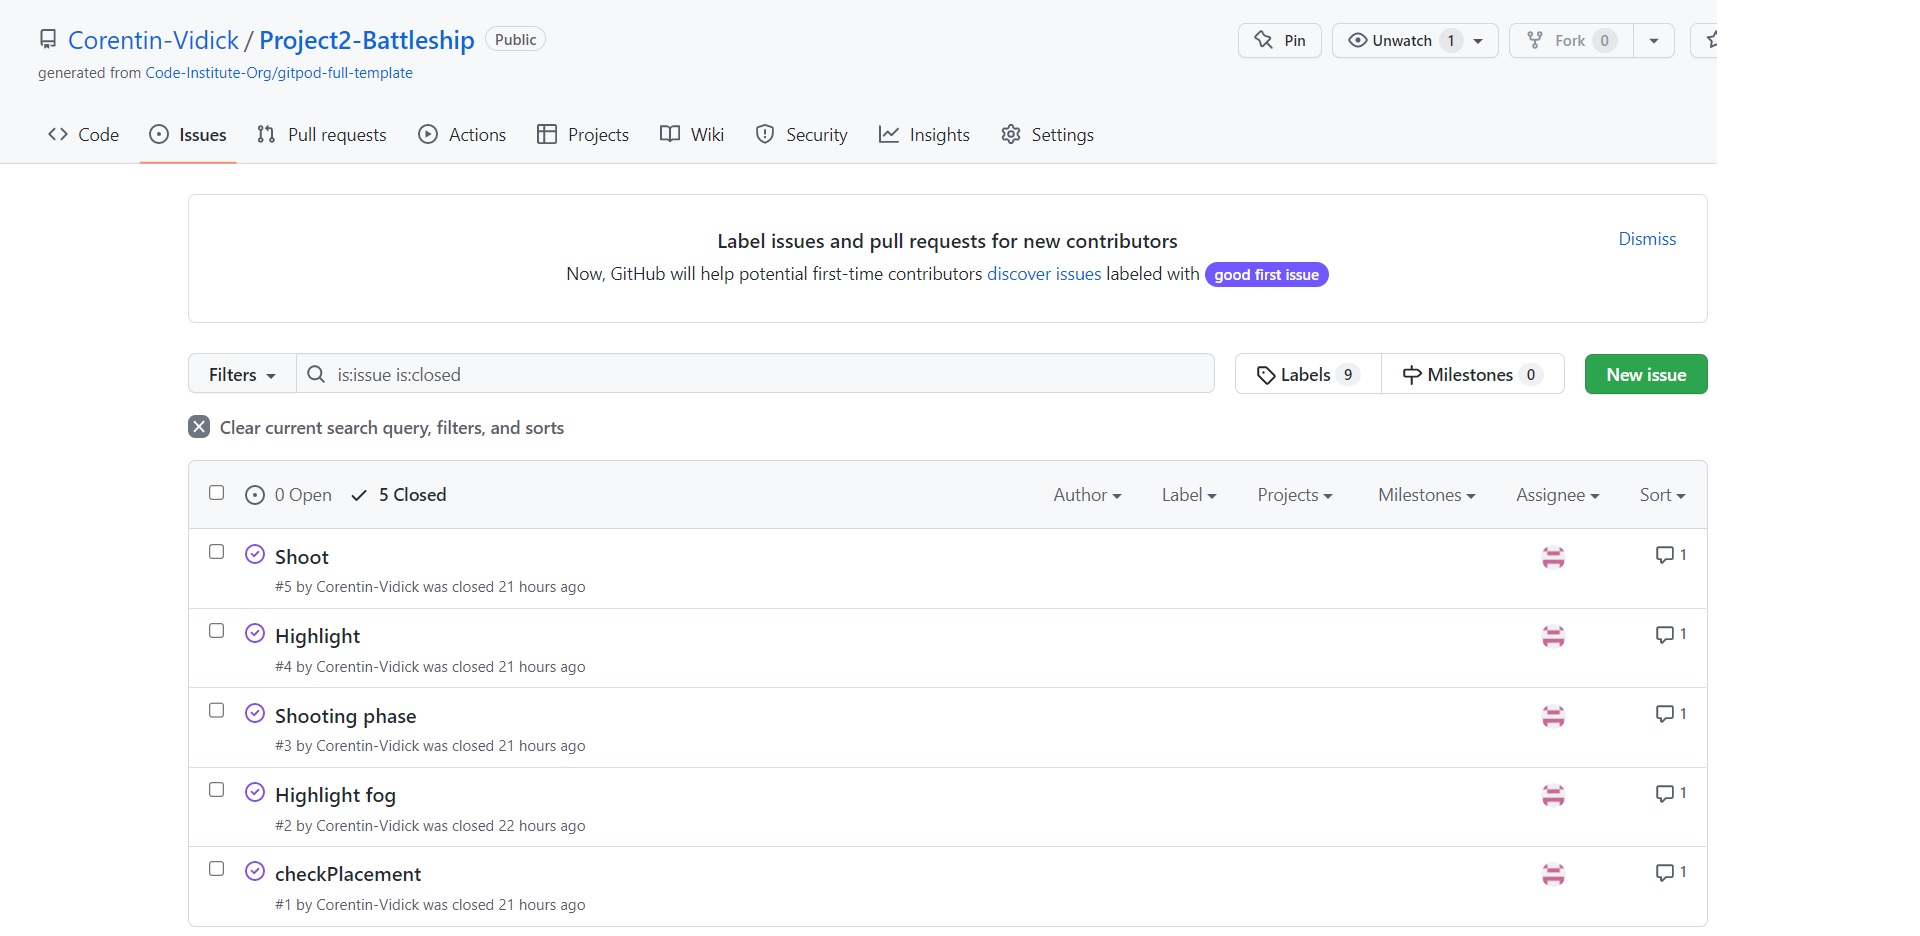 Corentin-Vidick / Project2-Battleship Public
Pin Unwatch 1 Fork 0
generated from Code-Institute-Org/gitpod-full-template
Code Issues Pull requests Actions Projects Wiki Security Insights Settings
Label issues and pull requests for new contributors
Dismiss
Now, GitHub will help potential first-time contributors discover issues labeled with good first issue
Filters is:issue is:closed Labels 9 Milestones 0 New issue
Clear current search query, filters, and sorts
0 Open 5 Closed Author Label Projects Milestones Assignee Sort
Shoot 1
#5 by Corentin-Vidick was closed 21 hours ago
Highlight 1
#4 by Corentin-Vidick was closed 21 hours ago
Shooting phase 1
#3 by Corentin-Vidick was closed 21 hours ago
Highlight fog 1
#2 by Corentin-Vidick was closed 22 hours ago
checkPlacement 1
#1 by Corentin-Vidick was closed 21 hours ago